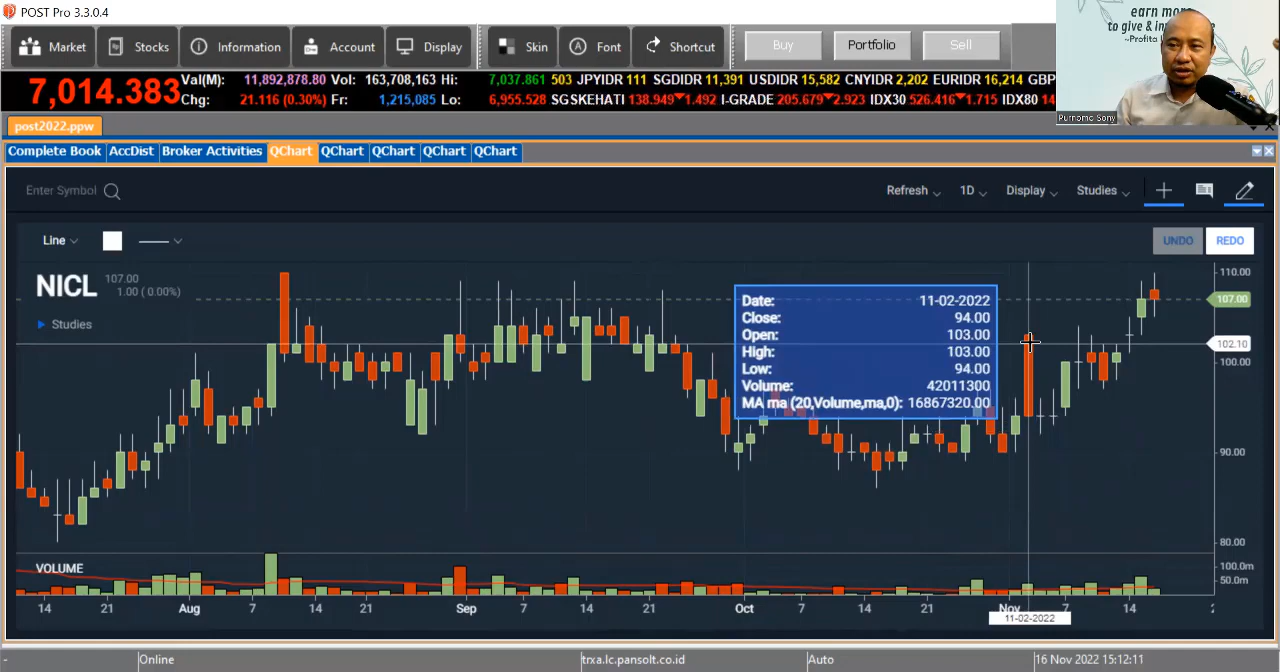 POST Pro 3.3.0.4
Market Stocks Information Account Display Skin Font Shortcut Buy Portfolio Sell
earn more
to give &
~Profita
7,014.383 Val(M): 11,892,878.80 Vol: 163,708,163 Hi: 7,037.861 503 JPYIDR 111 SGDIDR 11,391 USDIDR 15,582 CNYIDR 2,202 EURIDR 16,214 GBP
Chg: 21.116 (0.30%) Fr: 1,215,085 Lo: 6,955.528 SGSKEHATI 138.949 1.492 I-GRADE 205.679 2.923 IDX30 526.416 1.715 IDX80 14
Purnomo Sony
post2022.ppw
Complete Book AccDist Broker Activities QChart QChart QChart QChart QChart
Enter Symbol Refresh 1D Display Studies
Line UNDO REDO
NICL 107.00
1.00 ( 0.00%)
Studies
Date: 11-02-2022
Close: 94.00
Open: 103.00
High: 103.00
Low: 94.00
Volume: 42011300
MA ma (20,Volume,ma,0): 16867320.00
110.00
107.00
102.10
100.00
90.00
80.00
VOLUME
100.0m
50.0m
14 21 Aug 7 14 21 Sep 7 14 21 Oct 7 14 21 Nov 7 14 2
11-02-2022
- Online trxa.lc.pansolt.co.id Auto 16 Nov 2022 15:12:11